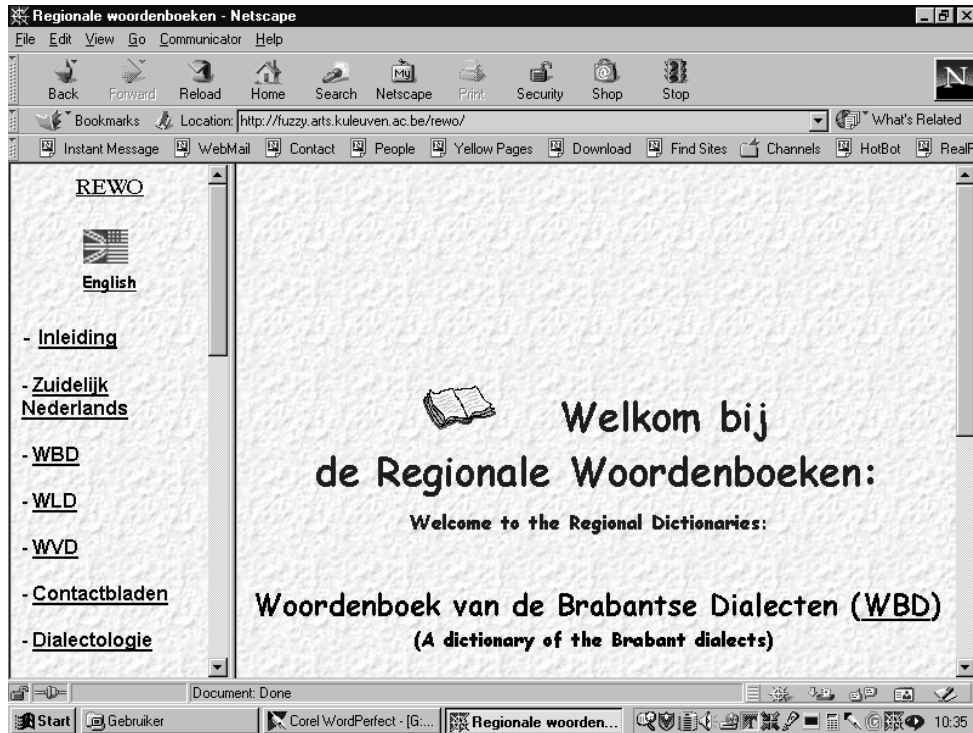 Regionale woordenboeken - Netscape
File Edit View Go Communicator Help
Back Forward Reload Home Search Netscape Print Security Shop Stop
My
N
Bookmarks Location: http://fuzzy.arts.kuleuven.ac.be/rewo/ What's Related
Instant Message WebMail Contact People Yellow Pages Download Find Sites Channels HotBot RealP
REWO
English
- Inleiding
- Zuidelijk
Nederlands
- WBD
- WLD
- WVD
- Contactbladen
- Dialectologie
Welkom bij
de Regionale Woordenboeken:
Welcome to the Regional Dictionaries:
Woordenboek van de Brabantse Dialecten (WBD)
(A dictionary of the Brabant dialects)
Document: Done
Start Gebruiker Corel WordPerfect - [G:... Regionale woorden... 10:35